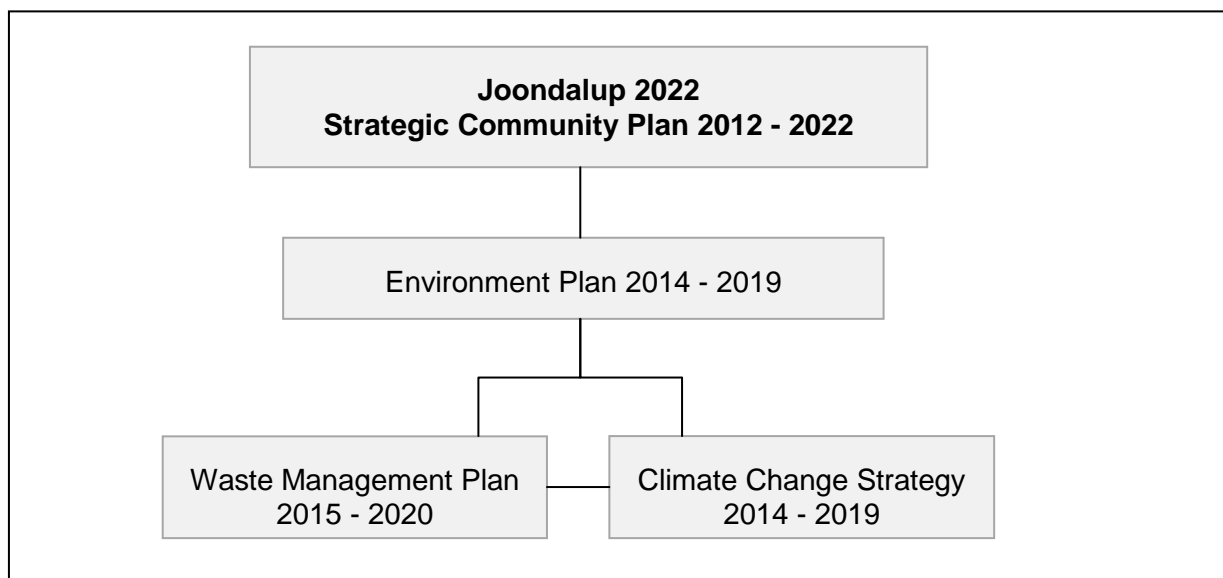 Joondalup 2022
Strategic Community Plan 2012 - 2022
Environment Plan 2014 - 2019
Waste Management Plan
2015 - 2020
Climate Change Strategy
2014 - 2019